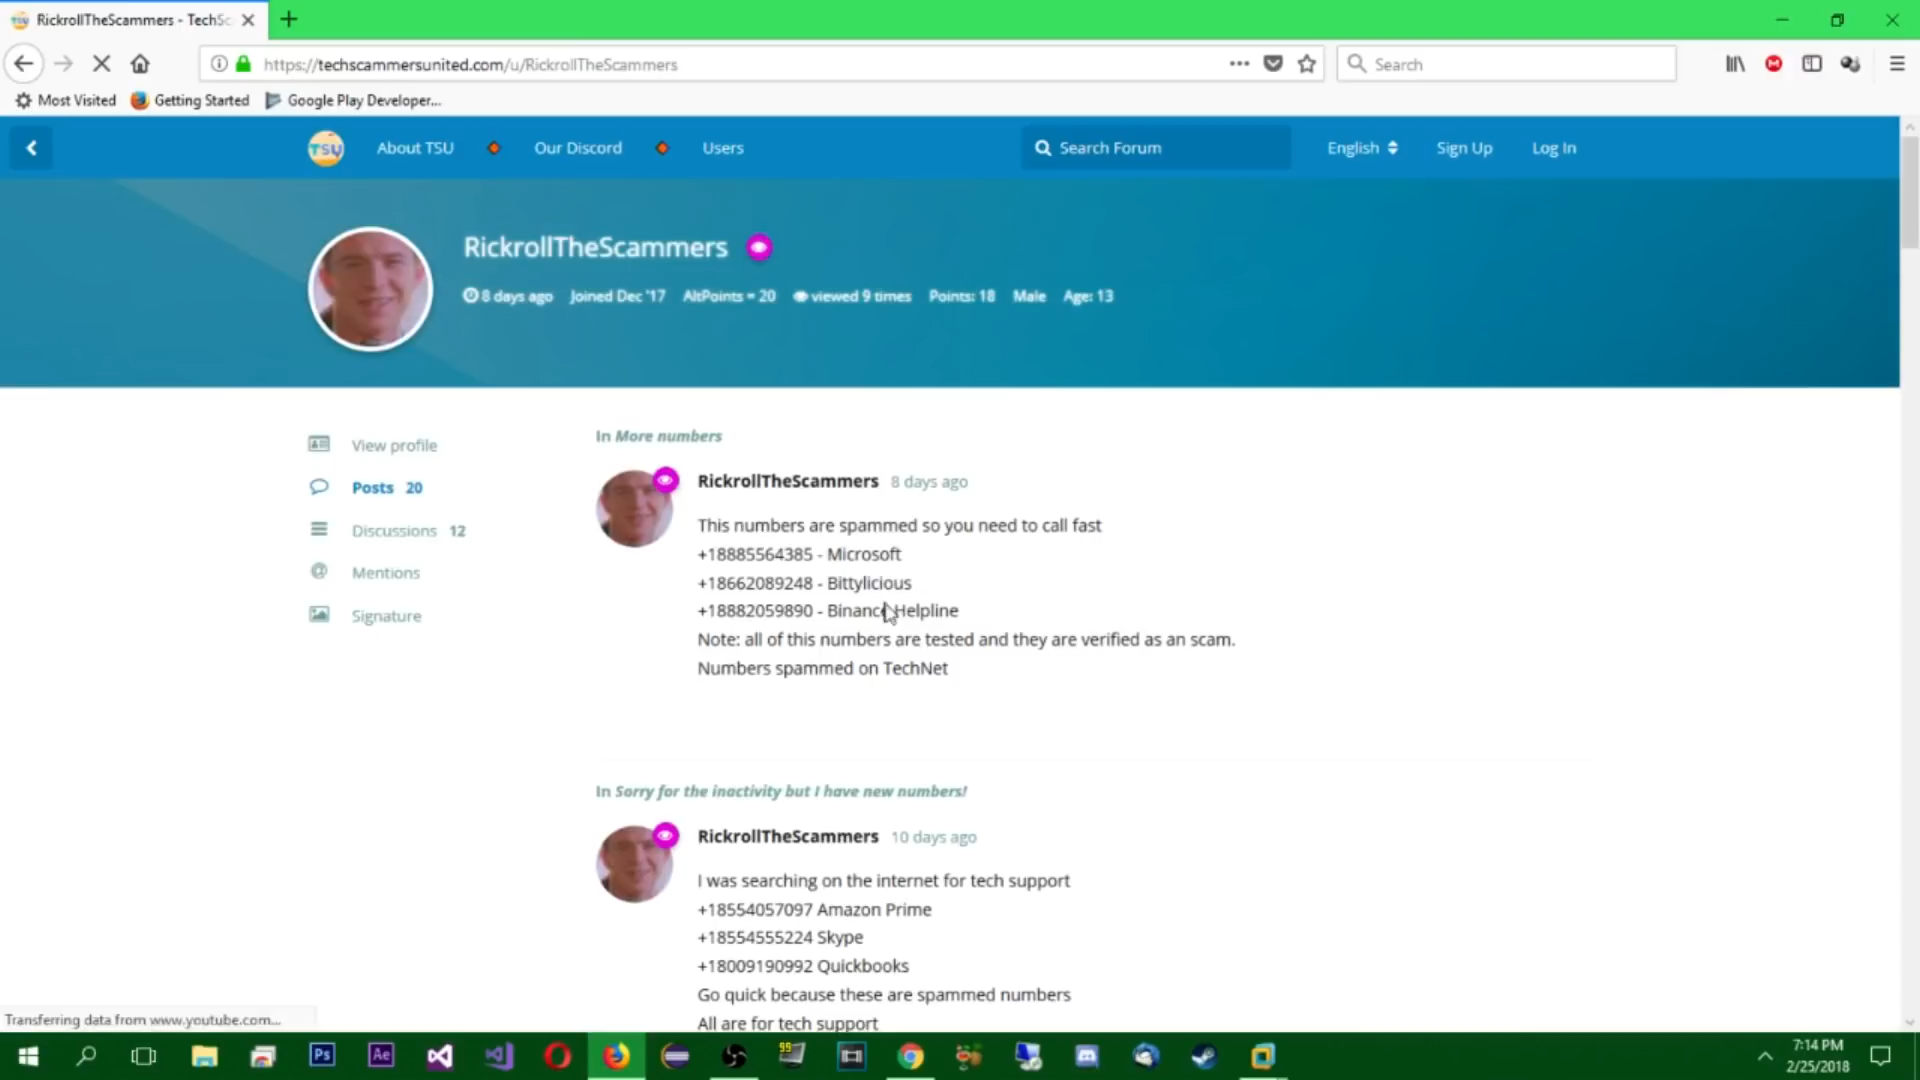 RickrollTheScammers - TechSc
https://techscammersunited.com/u/RickrollTheScammers
Search
Most Visited
Getting Started
Google Play Developer...
TSU
About TSU
Our Discord
Users
Search Forum
English
Sign Up
Log In
RickrollTheScammers
8 days ago Joined Dec '17 AltPoints = 20 viewed 9 times Points: 18 Male Age: 13
View profile
Posts 20
Discussions 12
Mentions
Signature
In More numbers
RickrollTheScammers 8 days ago
This numbers are spammed so you need to call fast
+18885564385 - Microsoft
+18662089248 - Bittylicious
+18882059890 - Binance Helpline
Note: all of this numbers are tested and they are verified as an scam.
Numbers spammed on TechNet
In Sorry for the inactivity but I have new numbers!
RickrollTheScammers 10 days ago
I was searching on the internet for tech support
+18554057097 Amazon Prime
+18554555224 Skype
+18009190992 Quickbooks
Go quick because these are spammed numbers
All are for tech support
Transferring data from www.youtube.com...
Ps
Ae
99
7:14 PM
2/25/2018